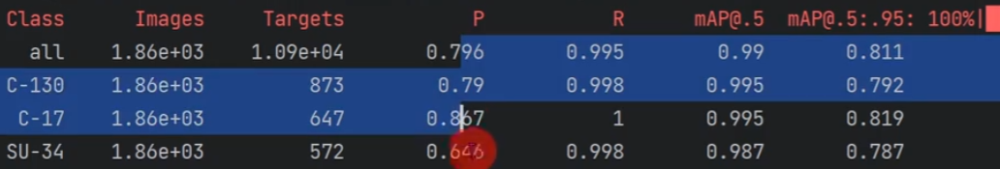 Class Images Targets P R mAP@.5 mAP@.5:.95: 100%|
all 1.86e+03 1.09e+04 0.796 0.995 0.99 0.811
C-130 1.86e+03 873 0.79 0.998 0.995 0.792
C-17 1.86e+03 647 0.867 1 0.995 0.819
SU-34 1.86e+03 572 0.646 0.998 0.987 0.787